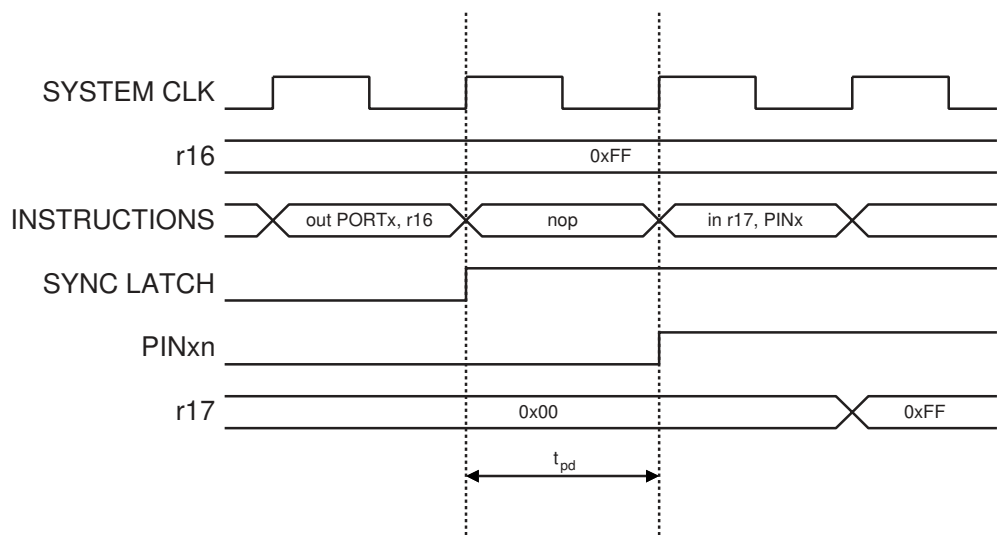 SYSTEM CLK
r16
0xFF
INSTRUCTIONS
out PORTx, r16
nop
in r17, PINx
SYNC LATCH
PINxn
r17
0x00
0xFF
tpd